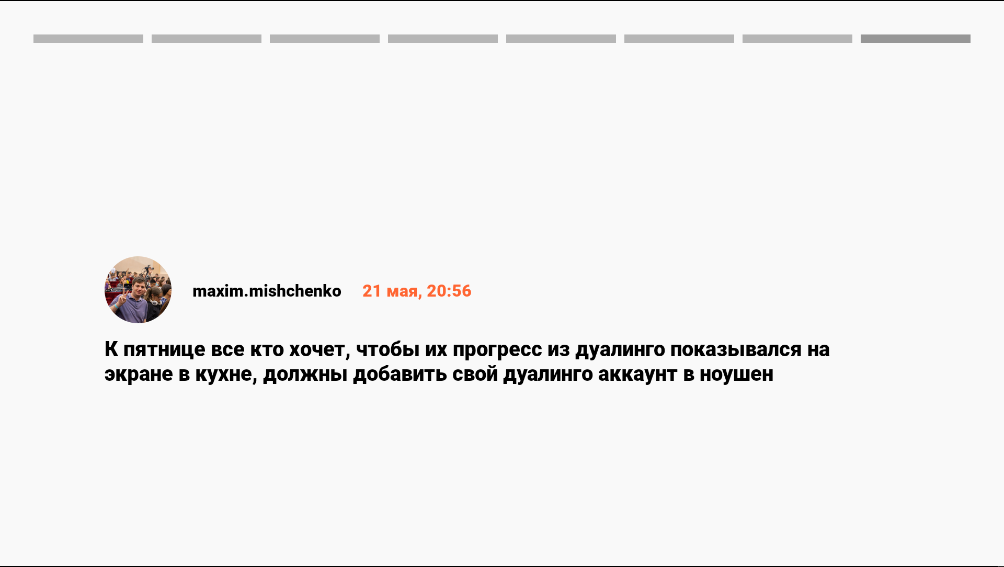 maxim.mishchenko 21 мая, 20:56
К пятнице все кто хочет, чтобы их прогресс из дуалинго показывался на
экране в кухне, должны добавить свой дуалинго аккаунт в ноушен